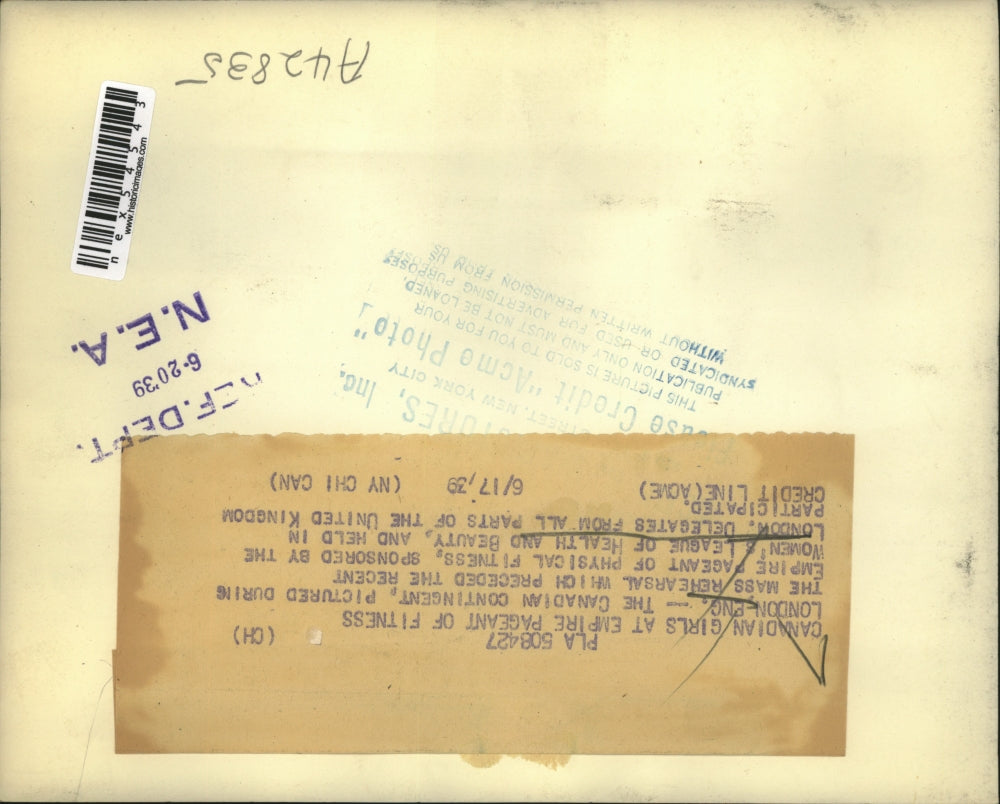 PLA 508427 (CH)
CANADIAN GIRLS AT EMPIRE PAGEANT OF FITNESS
LONDON, ENG. -- THE CANADIAN CONTINGENT, PICTURED DURING
THE MASS REHEARSAL WHICH PRECEDED THE RECENT
EMPIRE PAGEANT OF PHYSICAL FITNESS, SPONSORED BY THE
WOMEN'S LEAGUE OF HEALTH AND BEAUTY, AND HELD IN
LONDON. DELEGATES FROM ALL PARTS OF THE UNITED KINGDOM
PARTICIPATED.
CREDIT LINE (ACME) 6/17/39 (NY CHI CAN)
TURES, Inc.
STREET, NEW YORK CITY
Credit "Acme Photo"
THIS PICTURE IS SOLD TO YOU FOR YOUR
PUBLICATION ONLY AND MUST NOT BE LOANED,
SYNDICATED OR USED FOR ADVERTISING PURPOSES
WITHOUT WRITTEN PERMISSION FROM US
REF. DEPT.
6-20 39
N.E.A.
nex54543
www.historicimages.com
A42835